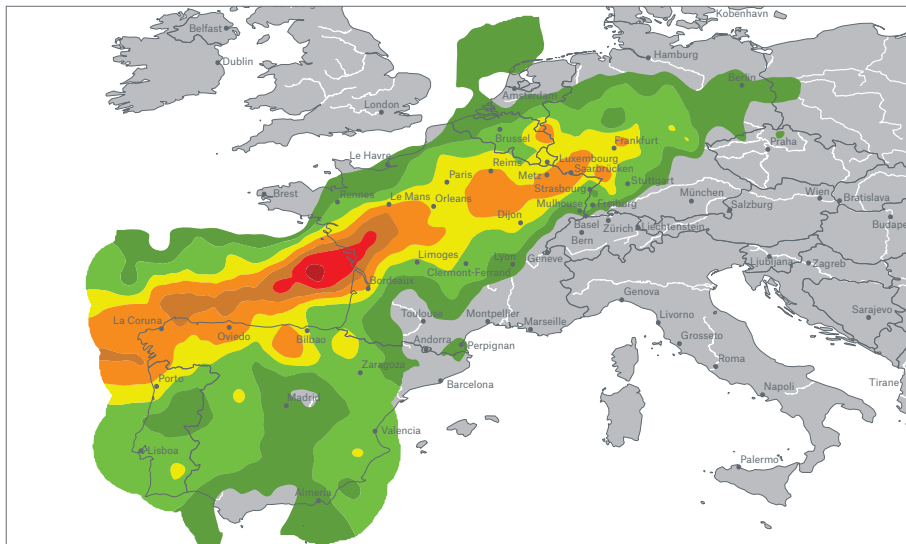 Kobenhavn
Belfast
Hamburg
Dublin
Berlin
Amsterdam
London
Brussel
Frankfurt
Praha
Le Havre
Luxembourg
Reims
Saarbrücken
Paris
Metz
Stuttgart
Brest
Rennes
Strasbourg
München
Wien
Le Mans
Orleans
Mulhouse
Freiberg
Salzburg
Bratislava
Dijon
Basel
Zürich
Liechtenstein
Budape
Bern
Limoges
Lyon
Geneve
Ljubljana
Zagreb
Clermont-Ferrand
Bordeaux
Genova
La Coruna
Toulouse
Montpellier
Marseille
Livorno
Sarajevo
Oviedo
Bilbao
Andorra
Perpignan
Grosseto
Zaragoza
Roma
Porto
Barcelona
Tirane
Madrid
Napoli
Valencia
Lisboa
Palermo
Almeria